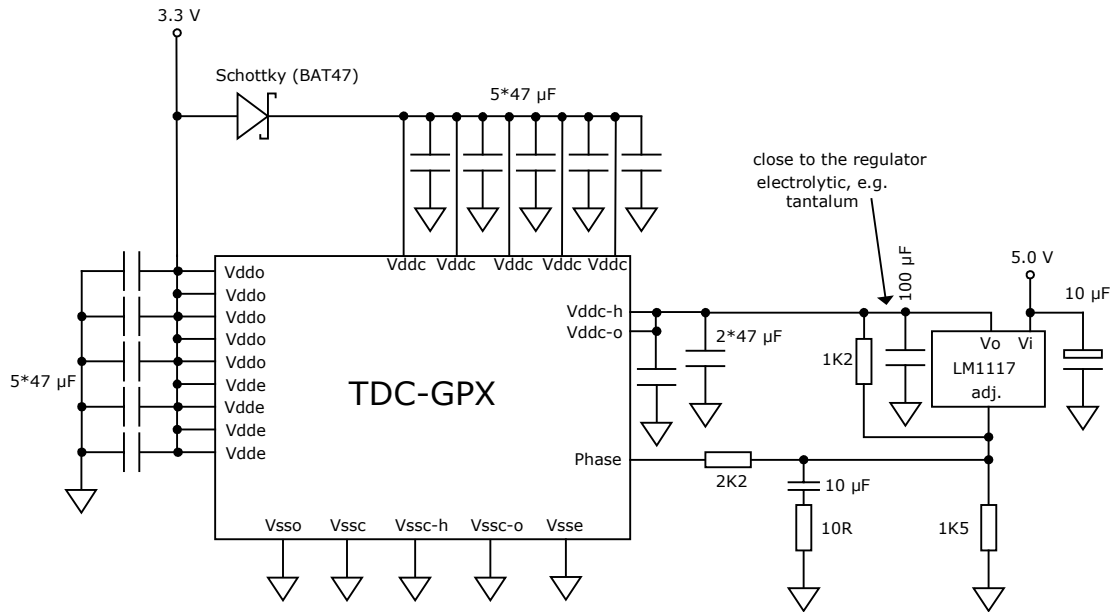 3.3 V
Schottky (BAT47)
5*47 µF
close to the regulator
electrolytic, e.g.
tantalum
100 µF
5.0 V
10 µF
Vddc Vddc Vddc Vddc Vddc
Vddo
Vddo
Vddo
Vddo
Vddo
Vdde
Vdde
Vdde
Vdde
5*47 µF
Vddc-h
Vddc-o
2*47 µF
1K2
Vo Vi
LM1117
adj.
TDC-GPX
Phase
2K2
10 µF
10R
1K5
Vsso Vssc Vssc-h Vssc-o Vsse